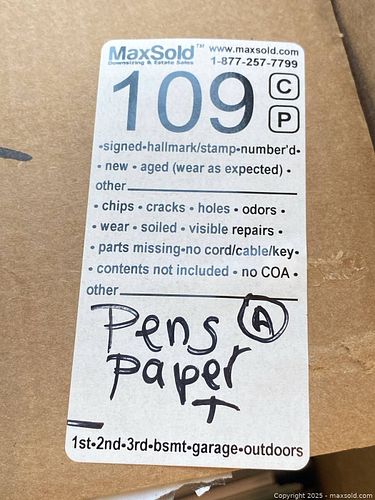 MaxSold™ www.maxsold.com
Downsizing & Estate Sales 1-877-257-7799
109 C
P
•signed•hallmark/stamp•number'd•
• new • aged (wear as expected) •
other
• chips • cracks • holes • odors •
• wear • soiled • visible repairs •
• parts missing•no cord/cable/key•
• contents not included • no COA •
other
Pens A
paper
T
1st•2nd•3rd•bsmt•garage•outdoors
Copyright 2025 - maxsold.com